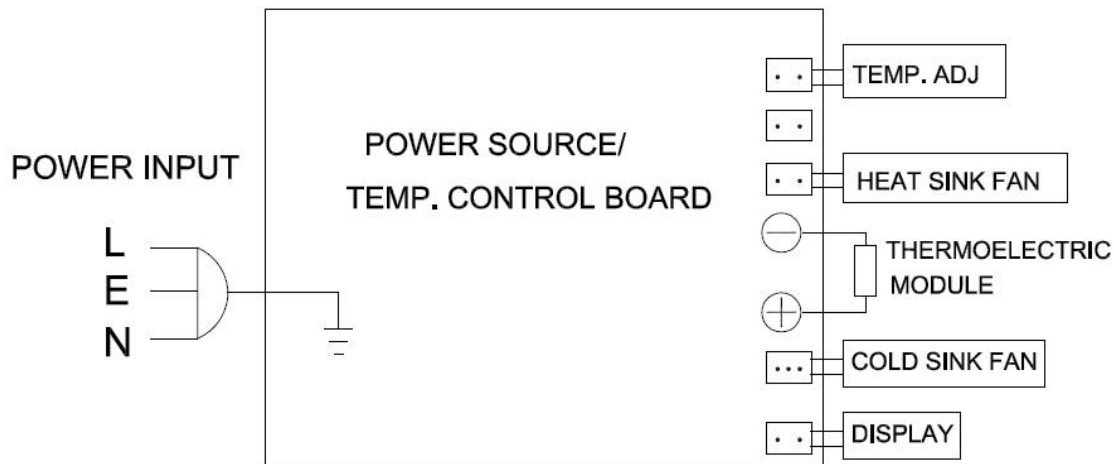 POWER INPUT
L
E
N
POWER SOURCE/
TEMP. CONTROL BOARD
TEMP. ADJ
HEAT SINK FAN
THERMOELECTRIC
MODULE
COLD SINK FAN
DISPLAY